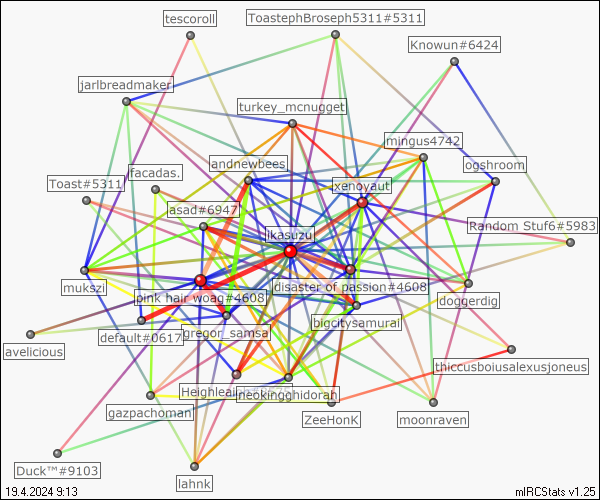 tescoroll
ToastephBroseph5311#5311
Knowun#6424
jarlbreadmaker
turkey_mcnugget
mingus4742
andnewbees
ogshroom
facadas.
Toast#5311
xenoyaut
asad#6947
Random Stuf6#5983
ikasuzu
mukszi
disaster of passion#4608
pink hair woag#4608
doggerdig
bigcitysamurai
gregor_samsa
default#0617
avelicious
thiccusboiusalexusjoneus
Heighleain
neokingghidorah
gazpachoman
ZeeHonK
moonraven
Duck™#9103
lahnk
19.4.2024 9:13
mIRCStats v1.25